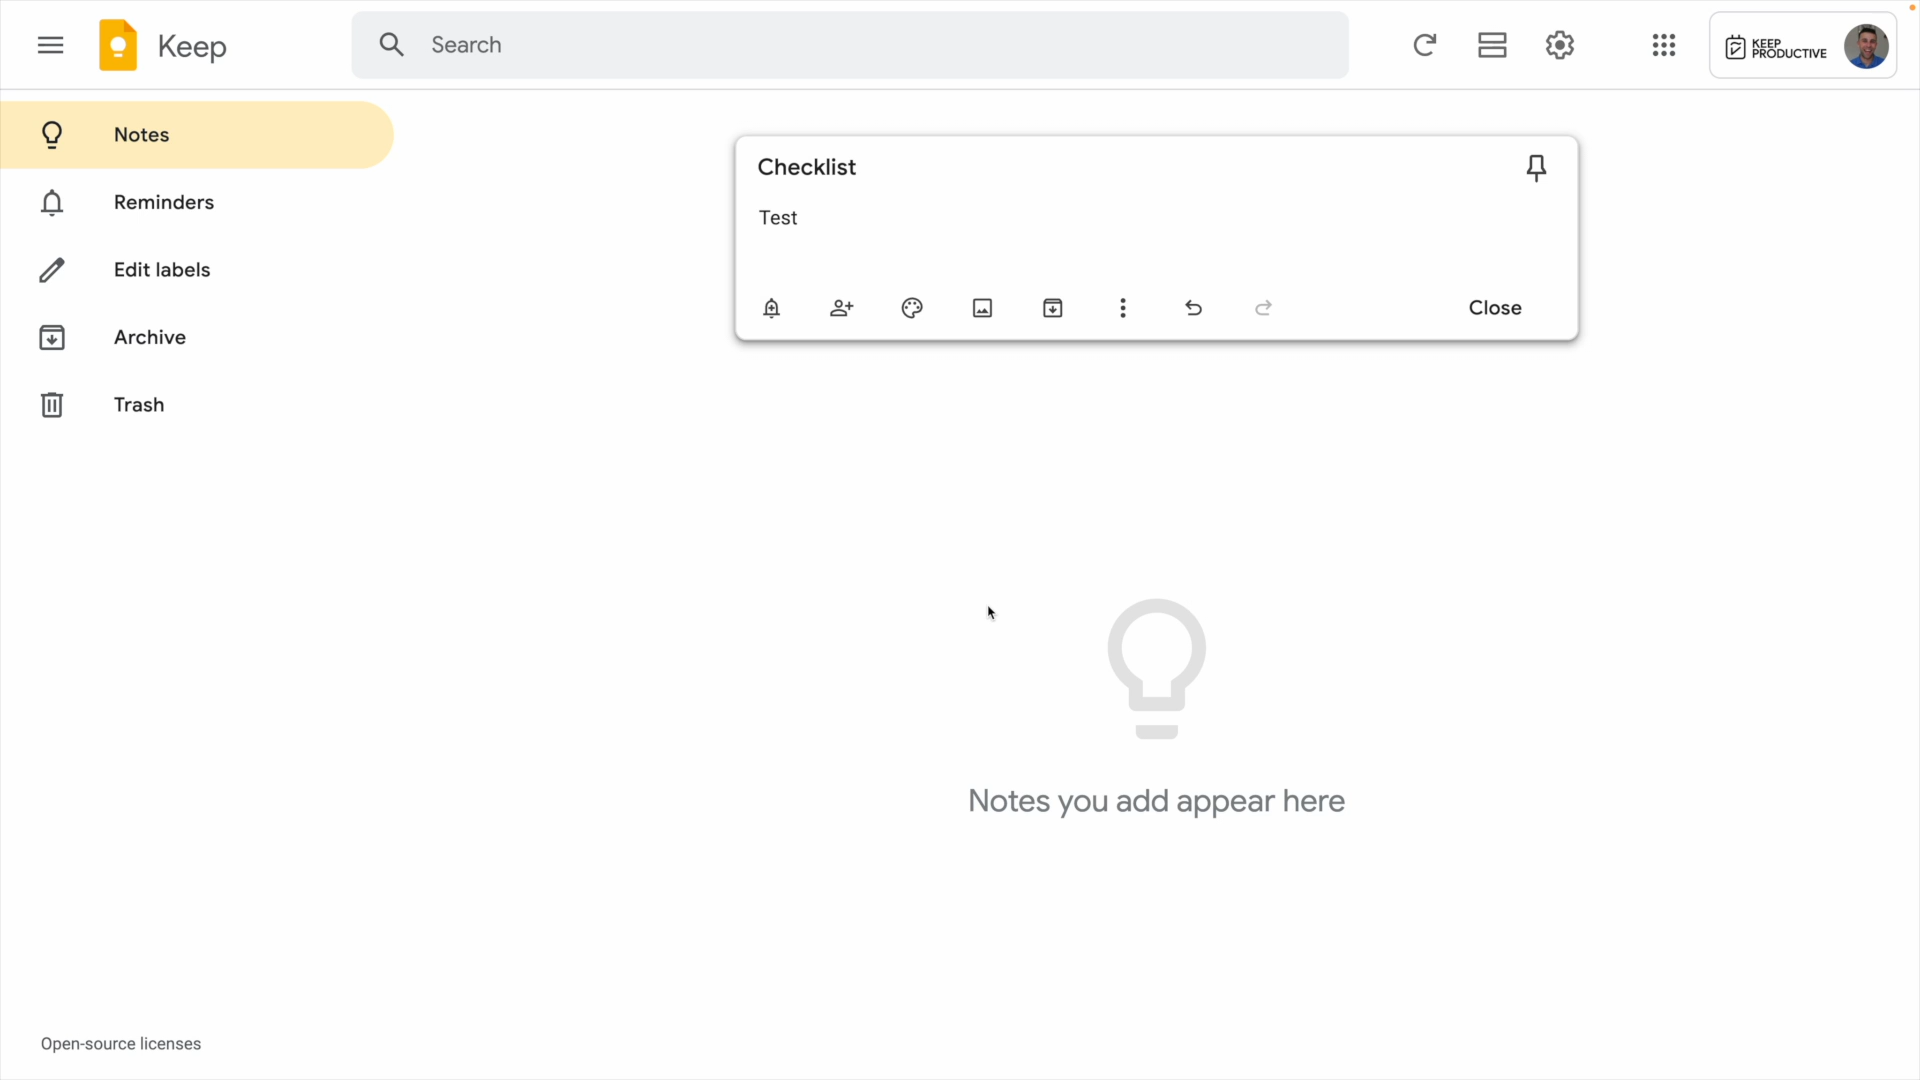 Keep
Search
KEEP
PRODUCTIVE
Notes
Reminders
Edit labels
Archive
Trash
Checklist
Test
Close
Notes you add appear here
Open-source licenses